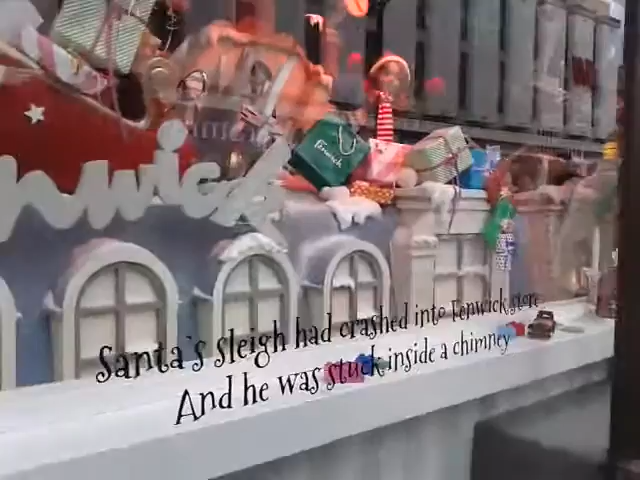 nwick
Fenwick
Santa's sleigh had crashed into Fenwick store
And he was stuck inside a chimney